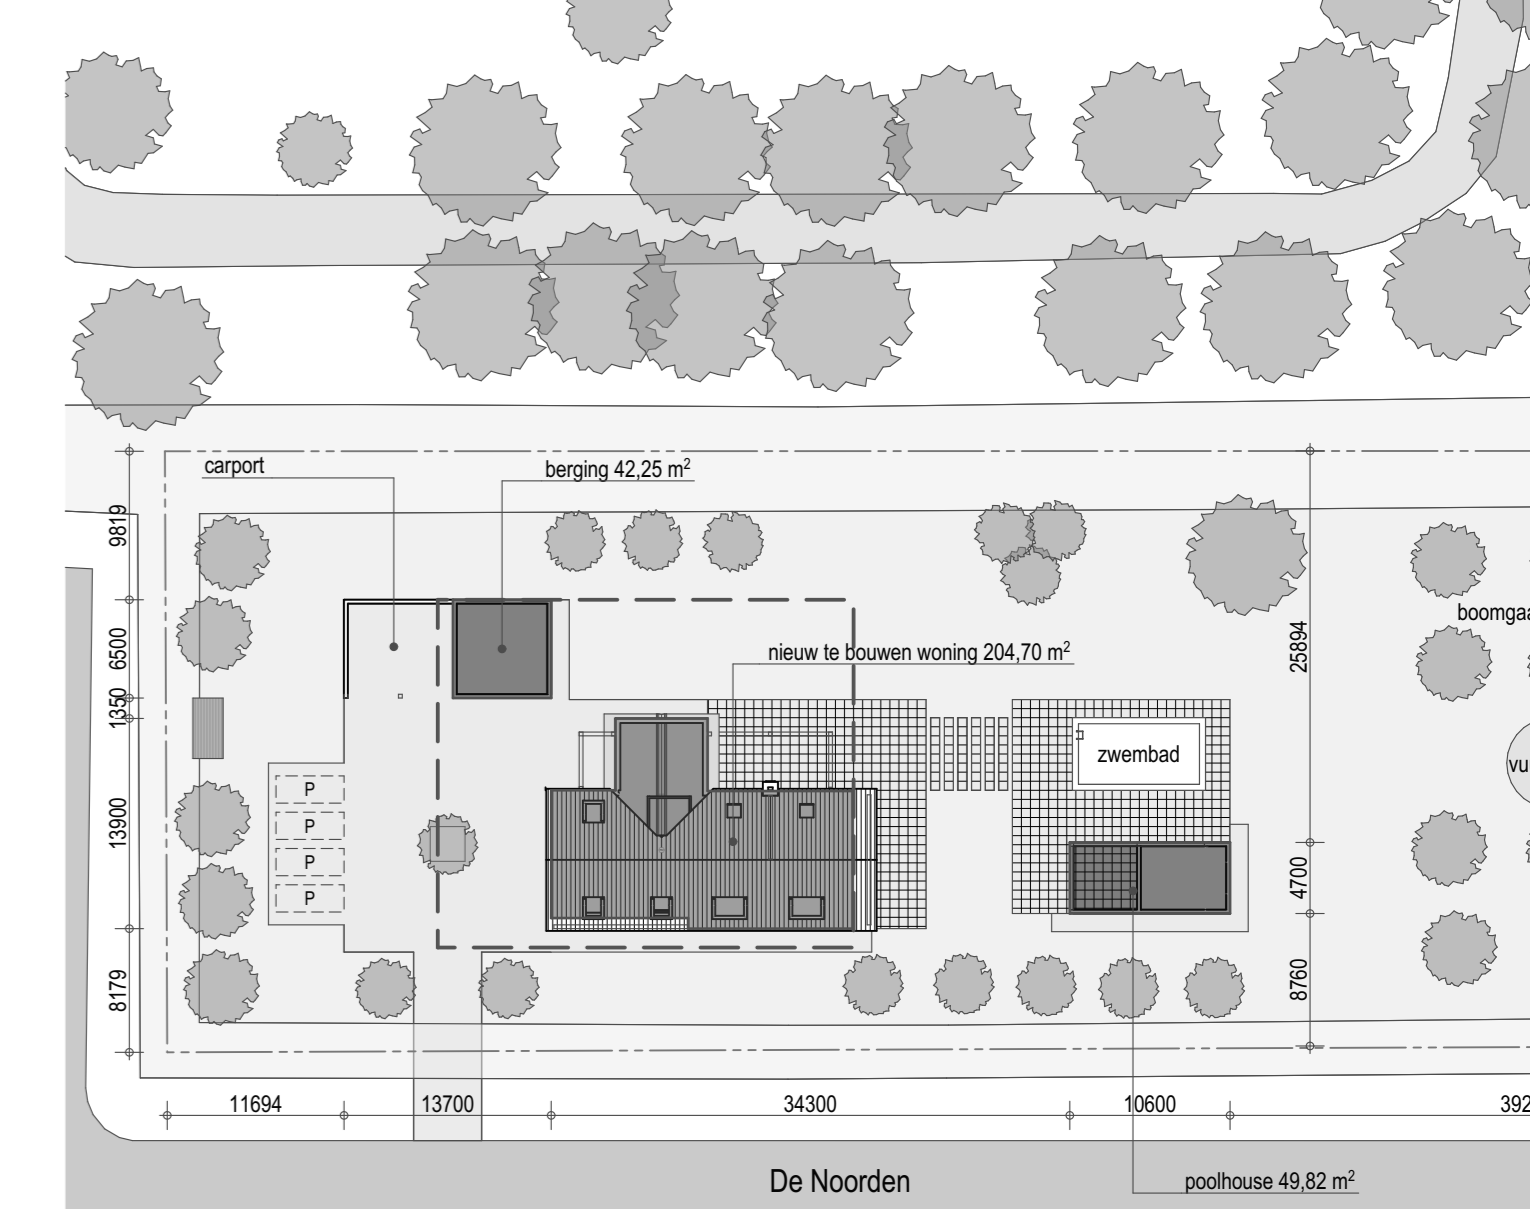 carport
berging 42,25 m²
9819
6500
1350
13900
8179
nieuw te bouwen woning 204,70 m²
25894
4700
8760
zwembad
P
P
P
P
11694
13700
34300
10600
De Noorden
poolhouse 49,82 m²